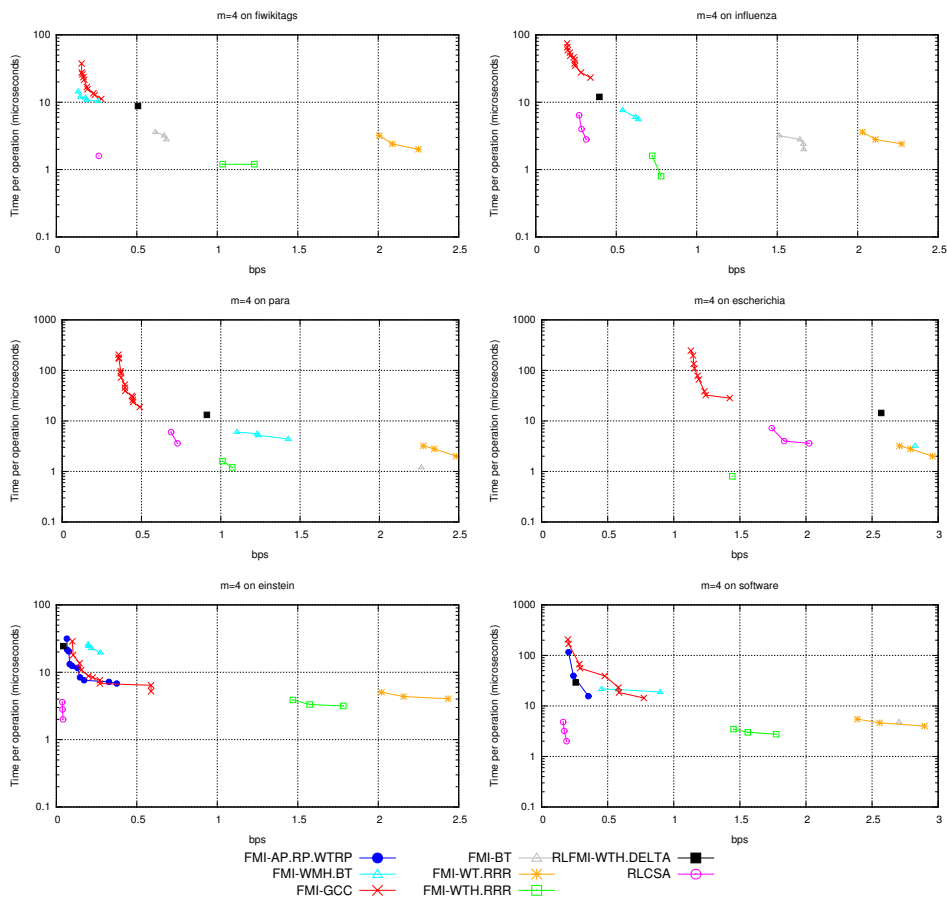 m=4 on fiwikitags
Time per operation (microseconds)
100
10
1
0.1
0
0.5
1
1.5
2
2.5
bps
m=4 on influenza
Time per operation (microseconds)
100
10
1
0.1
0
0.5
1
1.5
2
2.5
bps
m=4 on para
Time per operation (microseconds)
1000
100
10
1
0.1
0
0.5
1
1.5
2
2.5
bps
m=4 on escherichia
Time per operation (microseconds)
1000
100
10
1
0.1
0
0.5
1
1.5
2
2.5
3
bps
m=4 on einstein
Time per operation (microseconds)
100
10
1
0.1
0
0.5
1
1.5
2
2.5
bps
m=4 on software
Time per operation (microseconds)
1000
100
10
1
0.1
0
0.5
1
1.5
2
2.5
3
bps
FMI-AP.RP.WTRP
FMI-WMH.BT
FMI-GCC
FMI-BT
FMI-WT.RRR
FMI-WTH.RRR
RLFMI-WTH.DELTA
RLCSA